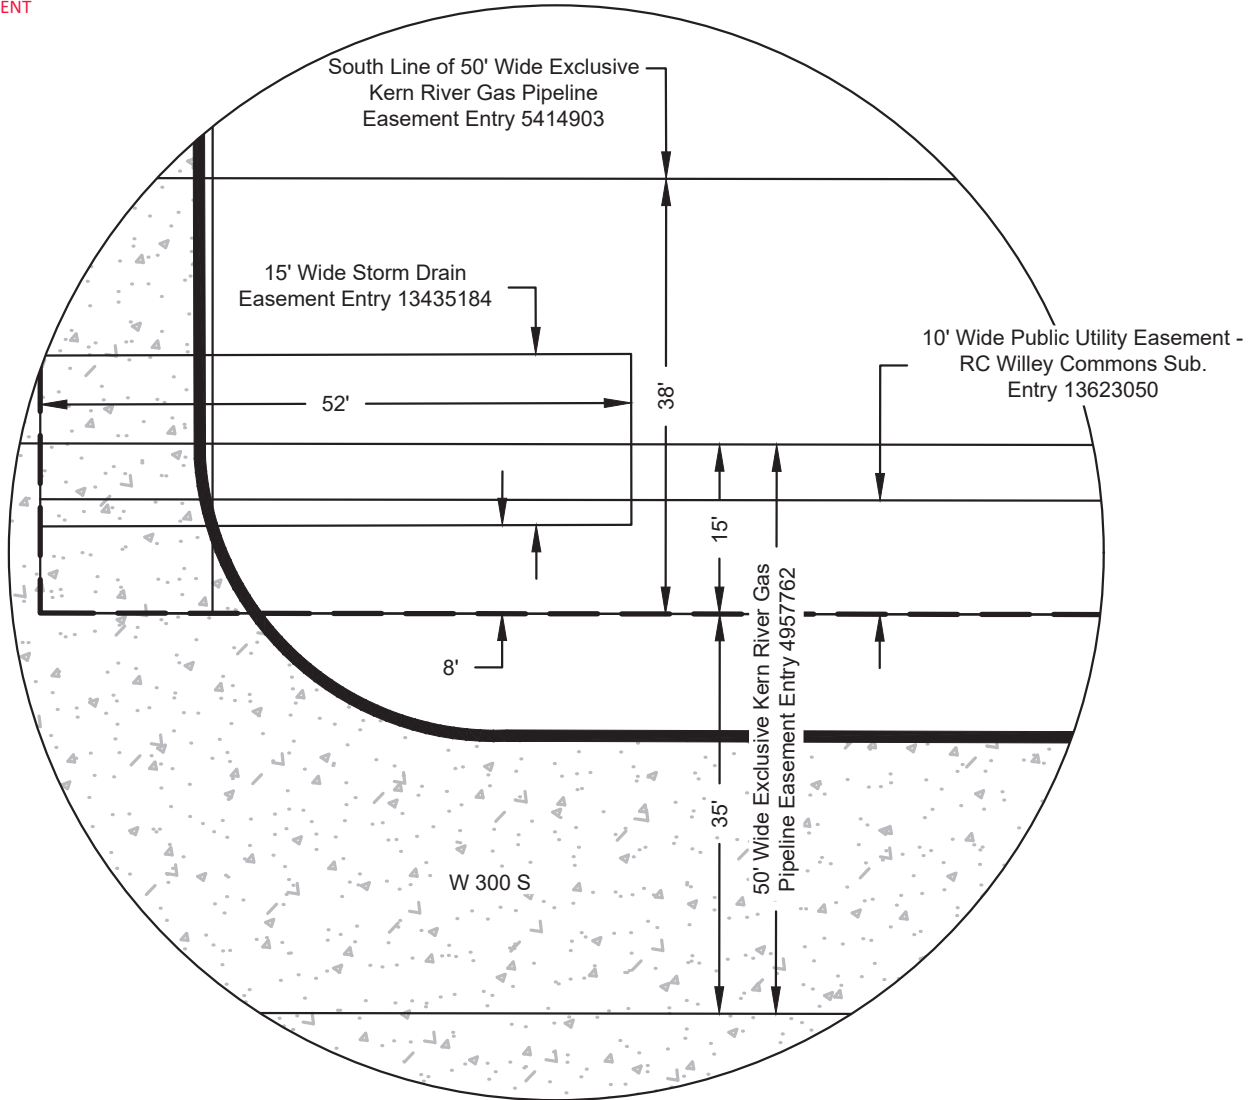 ENT
South Line of 50' Wide Exclusive
Kern River Gas Pipeline
Easement Entry 5414903
15' Wide Storm Drain
Easement Entry 13435184
10' Wide Public Utility Easement -
RC Willey Commons Sub.
Entry 13623050
52'
38'
15'
50' Wide Exclusive Kern River Gas
Pipeline Easement Entry 4957762
8'
35'
W 300 S